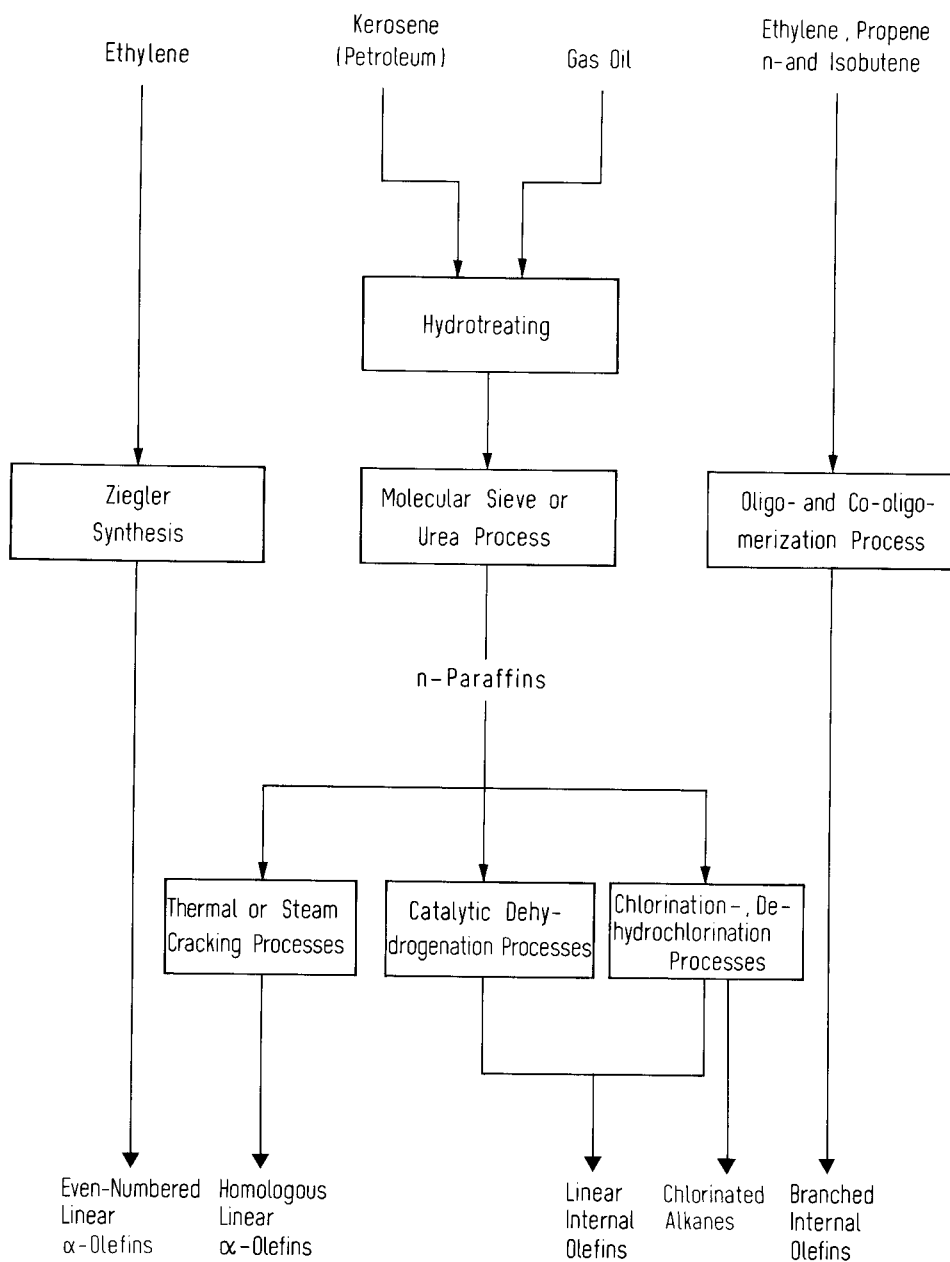 Ethylene
Kerosene
(Petroleum)
Gas Oil
Ethylene, Propene
n-and Isobutene
Hydrotreating
Ziegler
Synthesis
Molecular Sieve or
Urea Process
Oligo- and Co-oligo-
merization Process
n-Paraffins
Thermal or Steam
Cracking Processes
Catalytic Dehy-
drogenation Processes
Chlorination-, De-
hydrochlorination
Processes
Even-Numbered
Linear
α-Olefins
Homologous
Linear
α-Olefins
Linear
Internal
Olefins
Chlorinated
Alkanes
Branched
Internal
Olefins